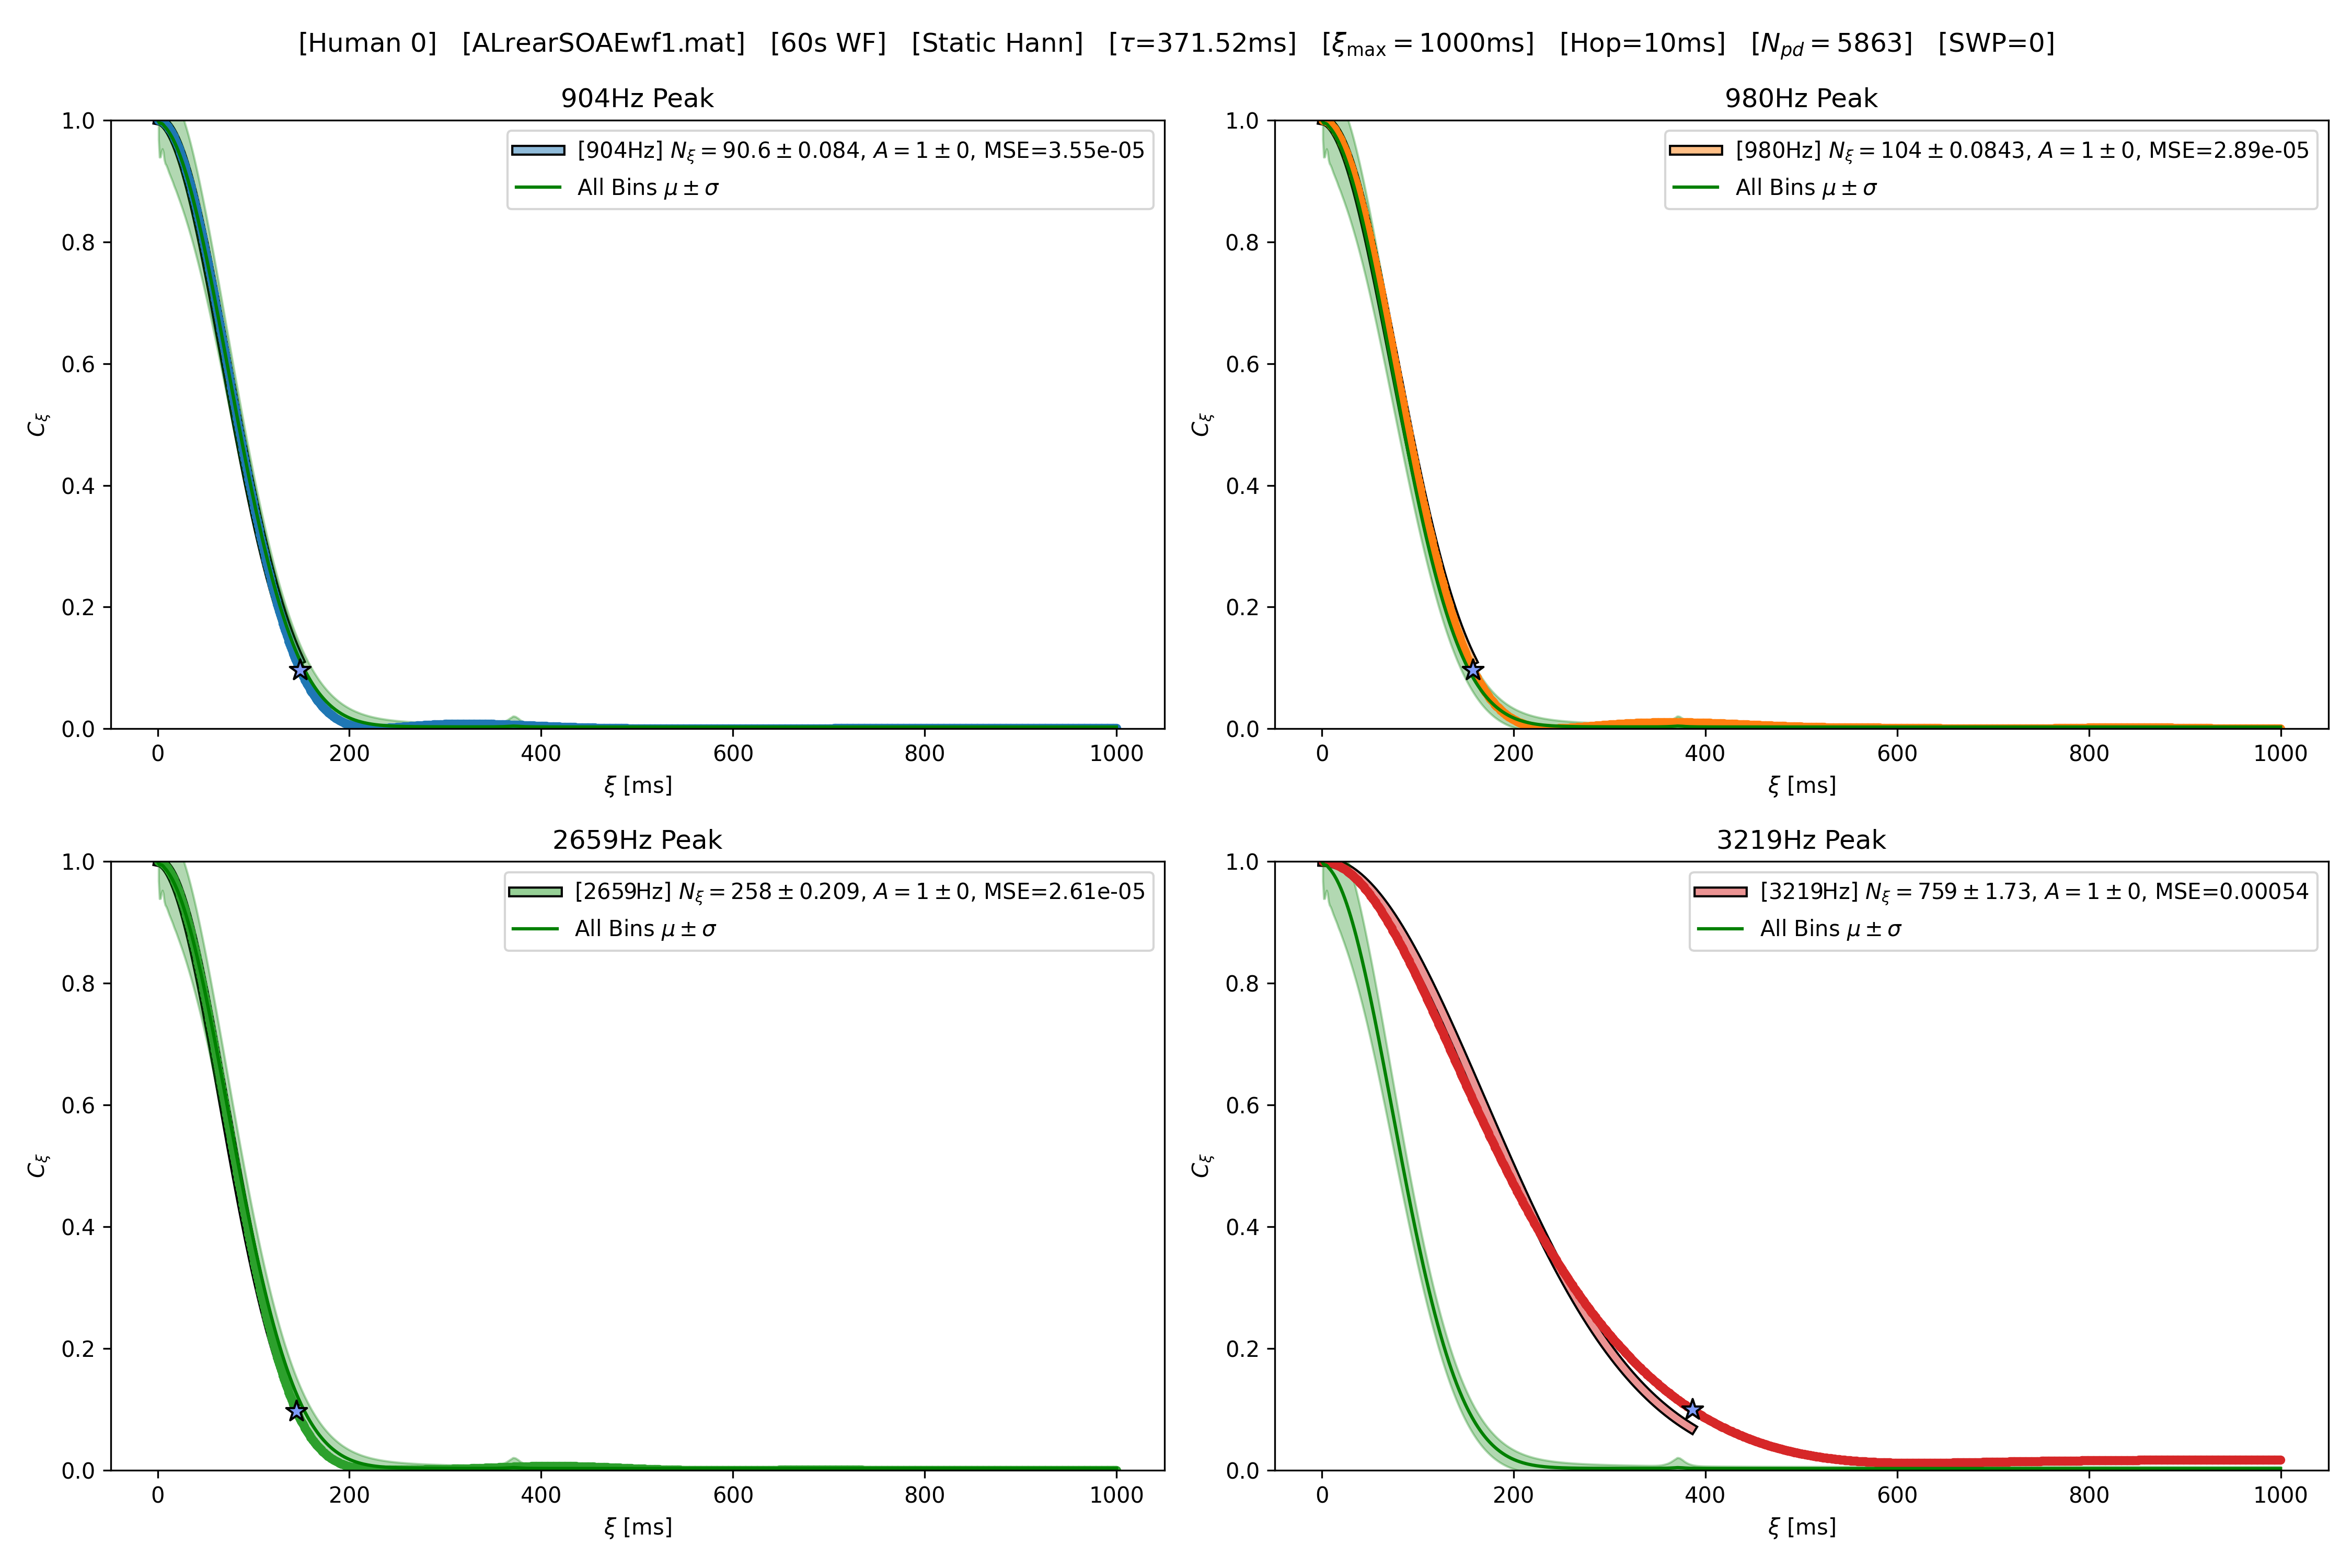 [Human 0] [ALrearSOAEwf1.mat] [60s WF] [Static Hann] [τ=371.52ms] [ξmax = 1000ms] [Hop=10ms] [Npd = 5863] [SWP=0]
904Hz Peak
[904Hz] Nξ = 90.6 ± 0.084, A = 1 ± 0, MSE=3.55e-05
All Bins μ ± σ
1.0
0.8
0.6
0.4
0.2
0.0
Cξ
0 200 400 600 800 1000
ξ [ms]
980Hz Peak
[980Hz] Nξ = 104 ± 0.0843, A = 1 ± 0, MSE=2.89e-05
All Bins μ ± σ
1.0
0.8
0.6
0.4
0.2
0.0
Cξ
0 200 400 600 800 1000
ξ [ms]
2659Hz Peak
[2659Hz] Nξ = 258 ± 0.209, A = 1 ± 0, MSE=2.61e-05
All Bins μ ± σ
1.0
0.8
0.6
0.4
0.2
0.0
Cξ
0 200 400 600 800 1000
ξ [ms]
3219Hz Peak
[3219Hz] Nξ = 759 ± 1.73, A = 1 ± 0, MSE=0.00054
All Bins μ ± σ
1.0
0.8
0.6
0.4
0.2
0.0
Cξ
0 200 400 600 800 1000
ξ [ms]